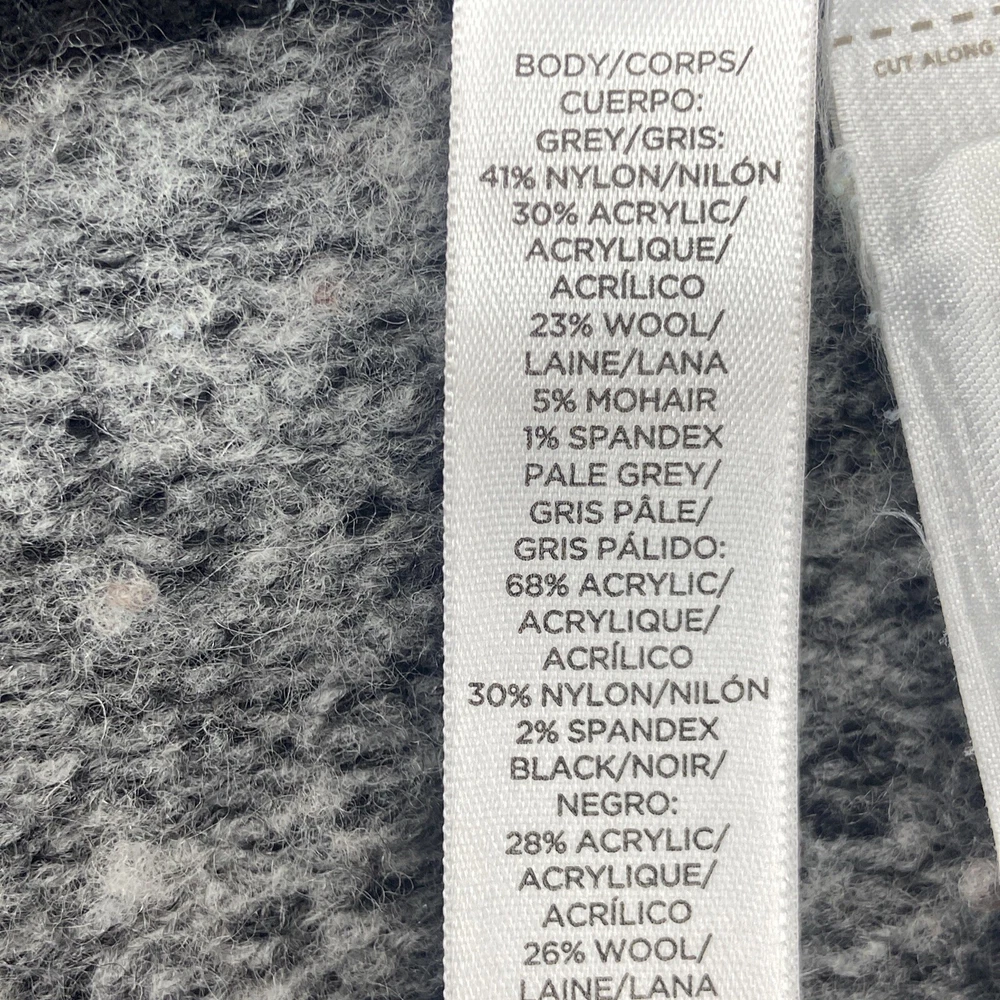 BODY/CORPS/
CUERPO:
GREY/GRIS:
41% NYLON/NILÓN
30% ACRYLIC/
ACRYLIQUE/
ACRÍLICO
23% WOOL/
LAINE/LANA
5% MOHAIR
1% SPANDEX
PALE GREY/
GRIS PÂLE/
GRIS PÁLIDO:
68% ACRYLIC/
ACRYLIQUE/
ACRÍLICO
30% NYLON/NILÓN
2% SPANDEX
BLACK/NOIR/
NEGRO:
28% ACRYLIC/
ACRYLIQUE/
ACRÍLICO
26% WOOL/
LAINE/LANA
CUT ALONG